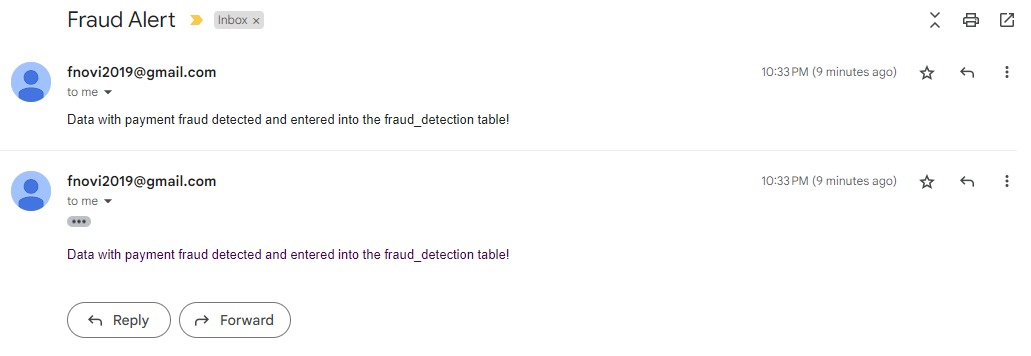 Fraud Alert Inbox ×
fnovi2019@gmail.com 10:33 PM (9 minutes ago)
to me
Data with payment fraud detected and entered into the fraud_detection table!
fnovi2019@gmail.com 10:33 PM (9 minutes ago)
to me
•••
Data with payment fraud detected and entered into the fraud_detection table!
Reply Forward